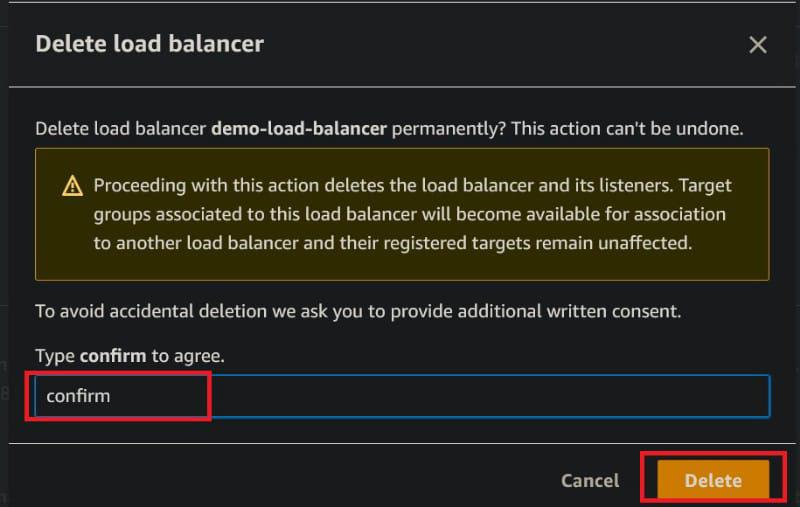 Delete load balancer
Delete load balancer demo-load-balancer permanently? This action can't be undone.
Proceeding with this action deletes the load balancer and its listeners. Target
groups associated to this load balancer will become available for association
to another load balancer and their registered targets remain unaffected.
To avoid accidental deletion we ask you to provide additional written consent.
Type confirm to agree.
confirm
Cancel Delete